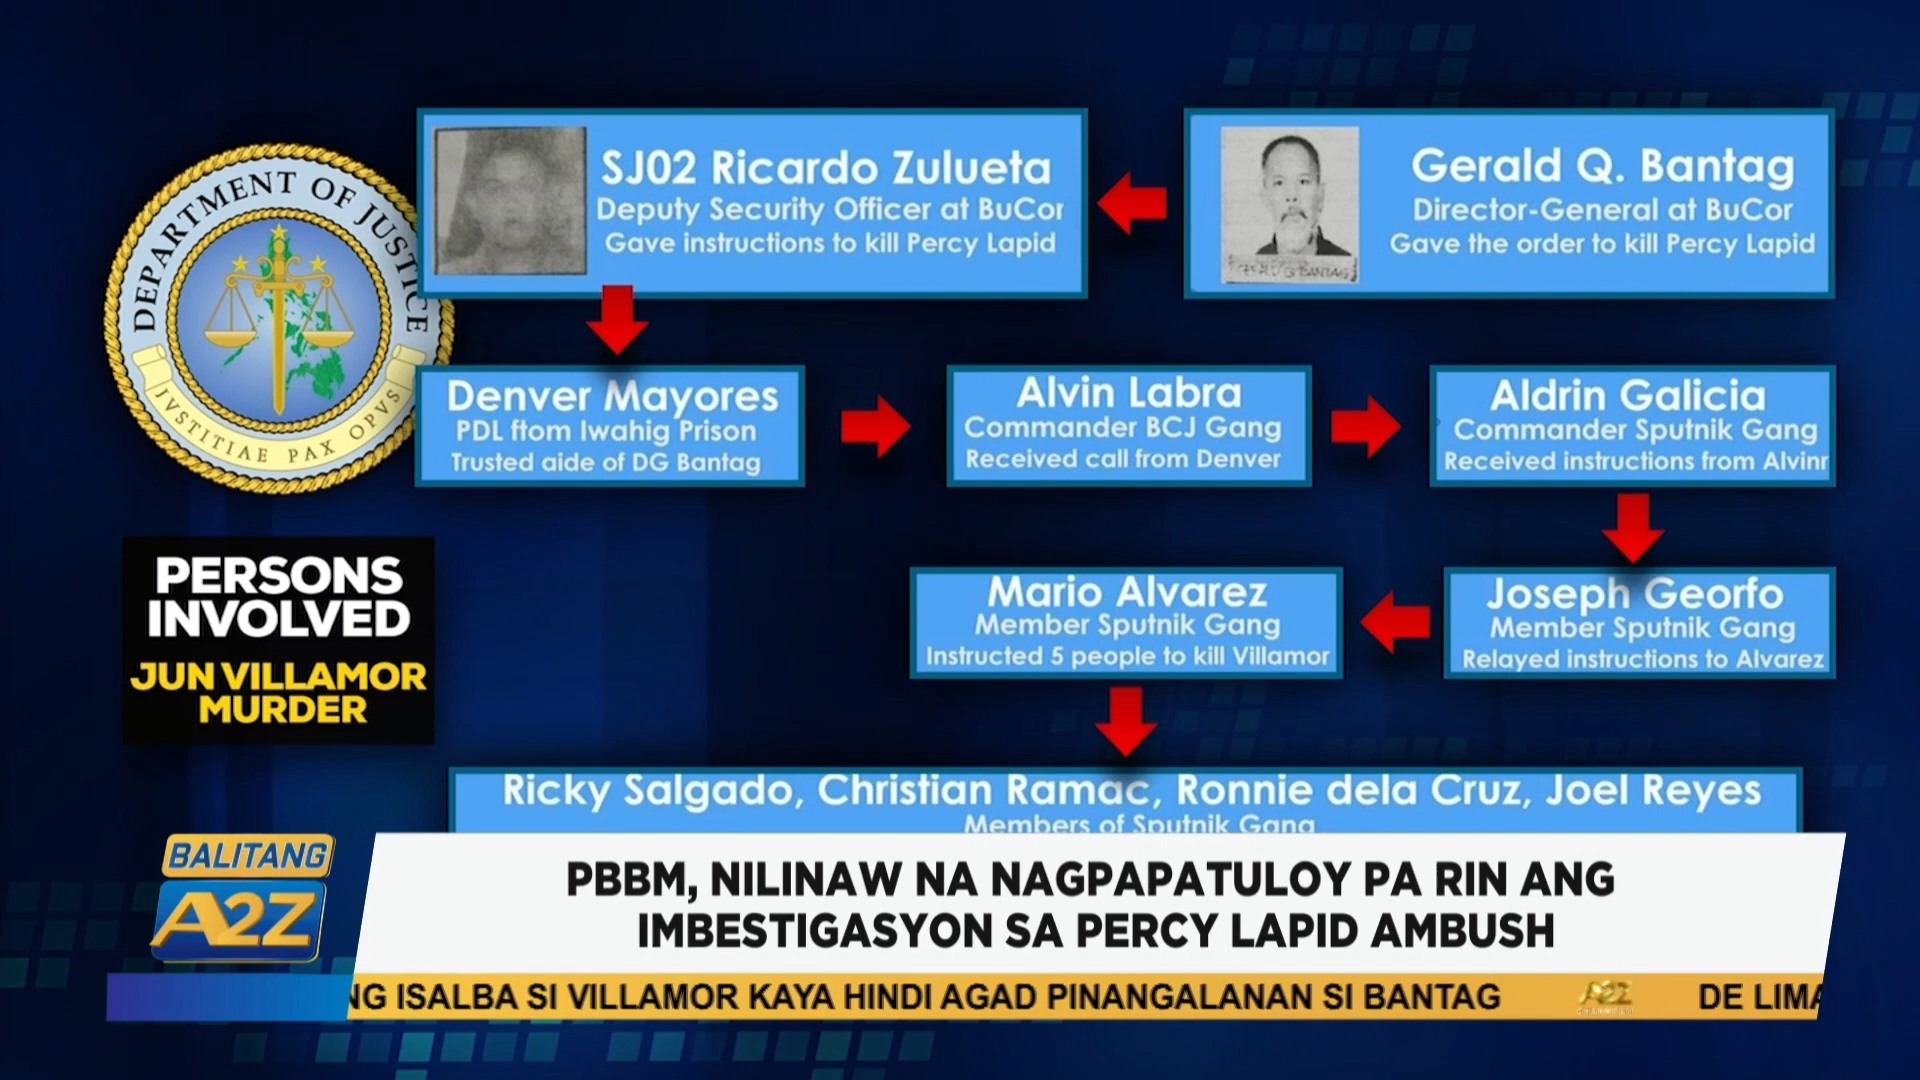 DEPARTMENT OF JUSTICE
IVSTITIAE PAX OPVS
SJ02 Ricardo Zulueta
Deputy Security Officer at BuCor
Gave instructions to kill Percy Lapid
GERALD Q BANTAG
Gerald Q. Bantag
Director-General at BuCor
Gave the order to kill Percy Lapid
Denver Mayores
PDL ftom Iwahig Prison
Trusted aide of DG Bantag
Alvin Labra
Commander BCJ Gang
Received call from Denver
Aldrin Galicia
Commander Sputnik Gang
Received instructions from Alvinr
PERSONS
INVOLVED
JUN VILLAMOR
MURDER
Mario Alvarez
Member Sputnik Gang
Instructed 5 people to kill Villamor
Joseph Georfo
Member Sputnik Gang
Relayed instructions to Alvarez
Ricky Salgado, Christian Ramac, Ronnie dela Cruz, Joel Reyes
Members of Sputnik Gang
BALITANG
A2Z
PBBM, NILINAW NA NAGPAPATULOY PA RIN ANG
IMBESTIGASYON SA PERCY LAPID AMBUSH
NG ISALBA SI VILLAMOR KAYA HINDI AGAD PINANGALANAN SI BANTAG A2Z DE LIMA